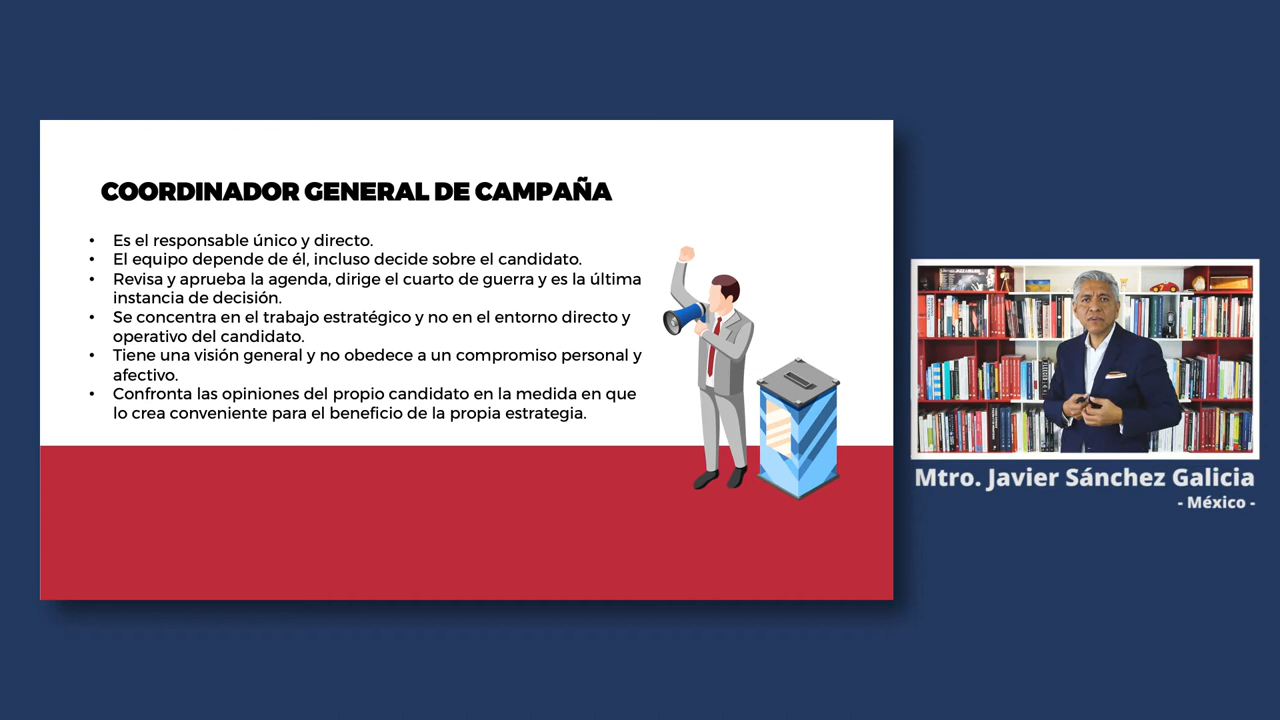 COORDINADOR GENERAL DE CAMPAÑA
• Es el responsable único y directo.
• El equipo depende de él, incluso decide sobre el candidato.
• Revisa y aprueba la agenda, dirige el cuarto de guerra y es la última
instancia de decisión.
• Se concentra en el trabajo estratégico y no en el entorno directo y
operativo del candidato.
• Tiene una visión general y no obedece a un compromiso personal y
afectivo.
• Confronta las opiniones del propio candidato en la medida en que
lo crea conveniente para el beneficio de la propia estrategia.
Mtro. Javier Sánchez Galicia
- México -